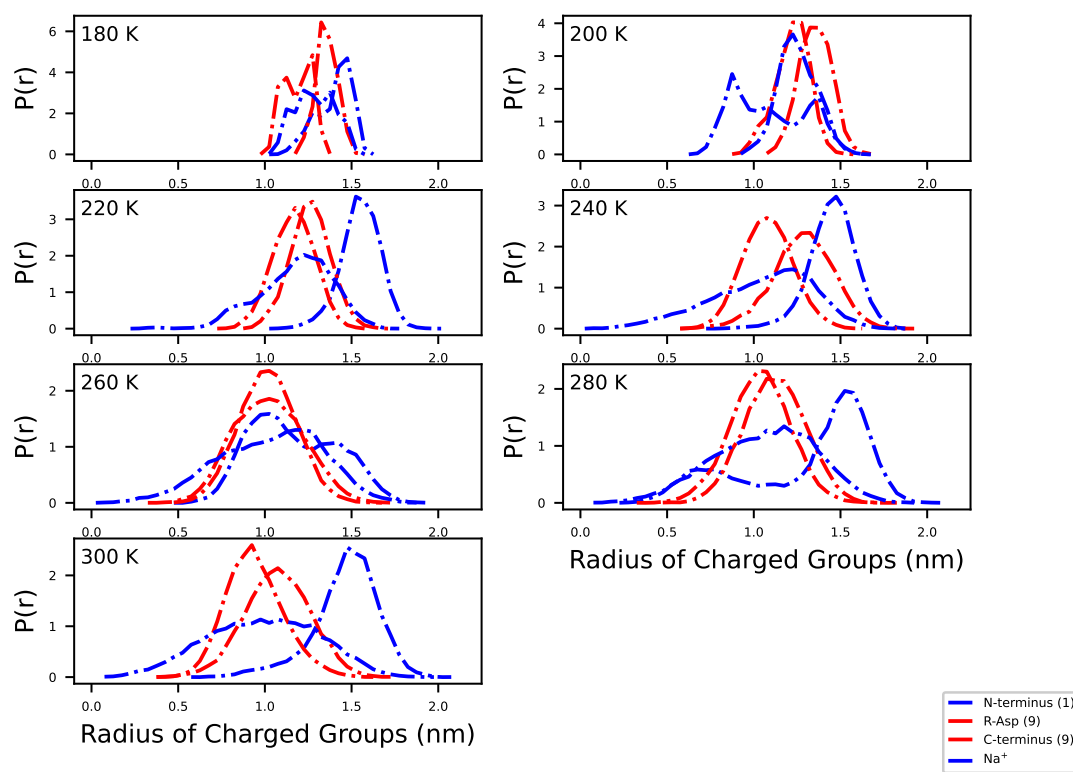 180 K
P(r)
0
2
4
6
0.0 0.5 1.0 1.5 2.0
200 K
P(r)
0
1
2
3
4
0.0 0.5 1.0 1.5 2.0
220 K
P(r)
0
1
2
3
0.0 0.5 1.0 1.5 2.0
240 K
P(r)
0
1
2
3
0.0 0.5 1.0 1.5 2.0
260 K
P(r)
0
1
2
0.0 0.5 1.0 1.5 2.0
280 K
P(r)
0
1
2
0.0 0.5 1.0 1.5 2.0
Radius of Charged Groups (nm)
300 K
P(r)
0
1
2
0.0 0.5 1.0 1.5 2.0
Radius of Charged Groups (nm)
N-terminus (1)
R-Asp (9)
C-terminus (9)
Na⁺